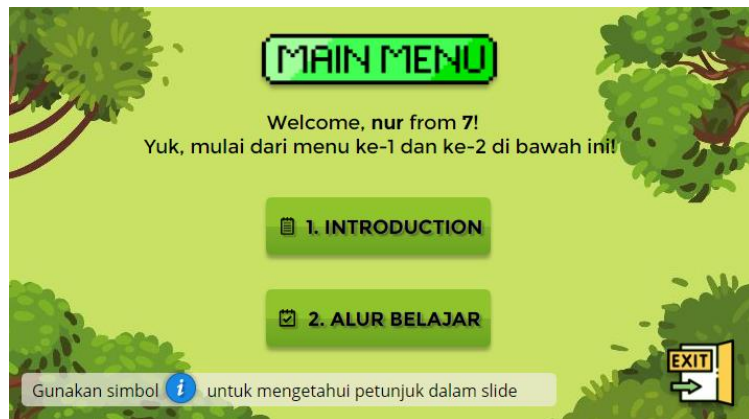 MAIN MENU
Welcome, nur from 7!
Yuk, mulai dari menu ke-1 dan ke-2 di bawah ini!
1. INTRODUCTION
2. ALUR BELAJAR
EXIT
Gunakan simbol i untuk mengetahui petunjuk dalam slide